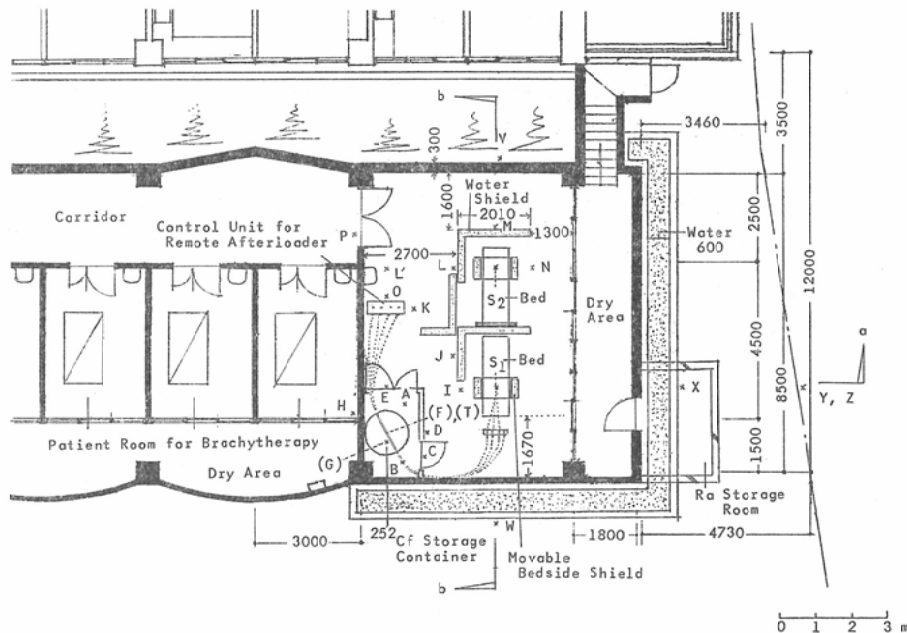 b
V
3460
3500
300
Water
Shield
2010
1600
M
1300
Corridor
Control Unit for
Remote Afterloader
P
2700
L'
L
N
O
K
S2
Bed
Water
600
2500
12000
Dry
Area
a
J
S1
Bed
4500
8500
I
E
A
X
Y, Z
H
(F),(T)
D
Patient Room for Brachytherapy
C
(G)
B
1670
1500
Dry Area
Ra Storage
Room
W
3000
252
Cf Storage
Container
1800
4730
Movable
Bedside Shield
b
0 1 2 3 m